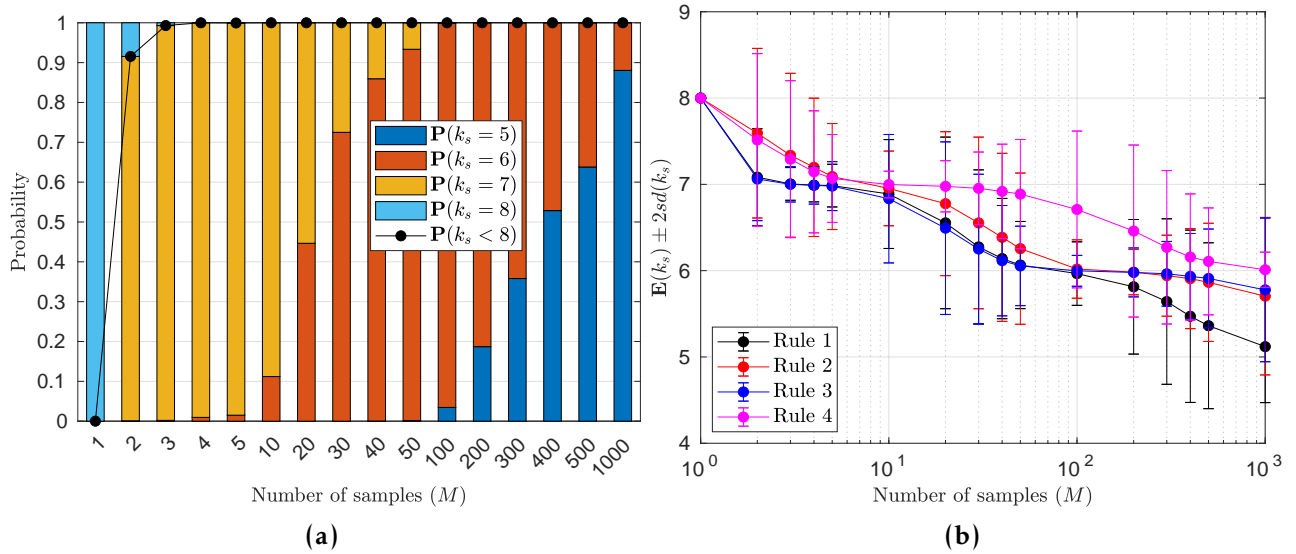 1
0.9
0.8
0.7
0.6
0.5
0.4
0.3
0.2
0.1
0
Probability
P(k_s = 5)
P(k_s = 6)
P(k_s = 7)
P(k_s = 8)
P(k_s < 8)
1 2 3 4 5 10 20 30 40 50 100 200 300 400 500 1000
Number of samples (M)
(a)
9
8
7
6
5
4
E(k_s) ± 2sd(k_s)
Rule 1
Rule 2
Rule 3
Rule 4
10^0 10^1 10^2 10^3
Number of samples (M)
(b)